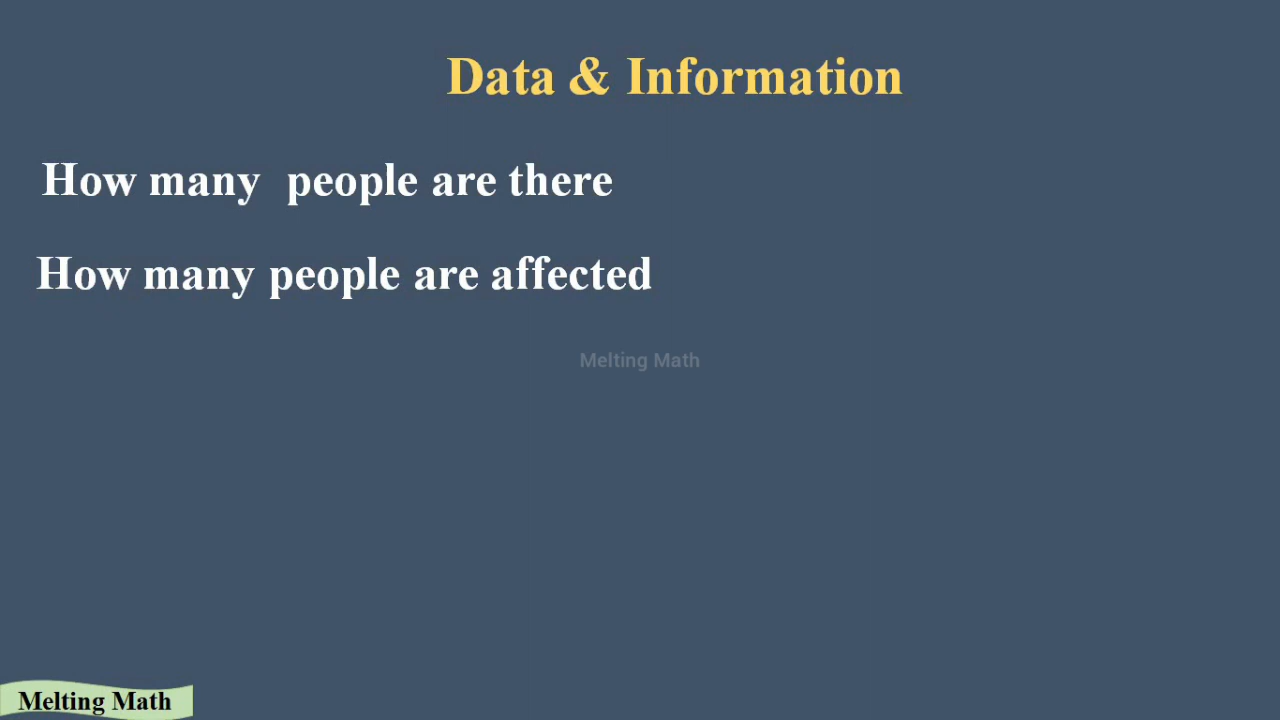 Data & Information
How many people are there
How many people are affected
Melting Math
Melting Math